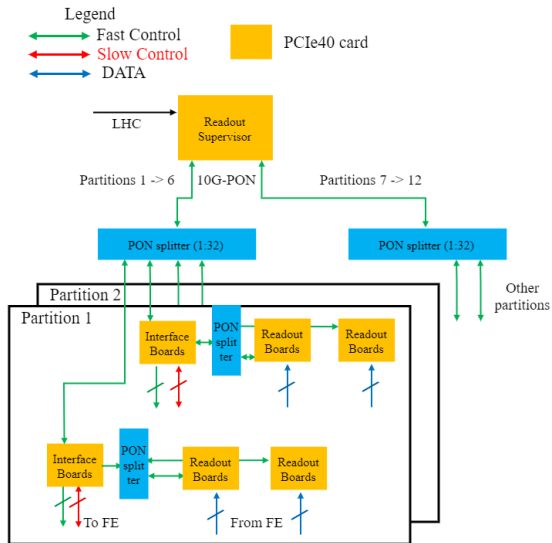 Legend
Fast Control
Slow Control
DATA
PCIe40 card
LHC
Readout
Supervisor
Partitions 1 -> 6
10G-PON
Partitions 7 -> 12
PON splitter (1:32)
PON splitter (1:32)
Other
partitions
Partition 2
Partition 1
Interface
Boards
PON
split
ter
Readout
Boards
Readout
Boards
Interface
Boards
PON
split
ter
Readout
Boards
Readout
Boards
To FE
From FE